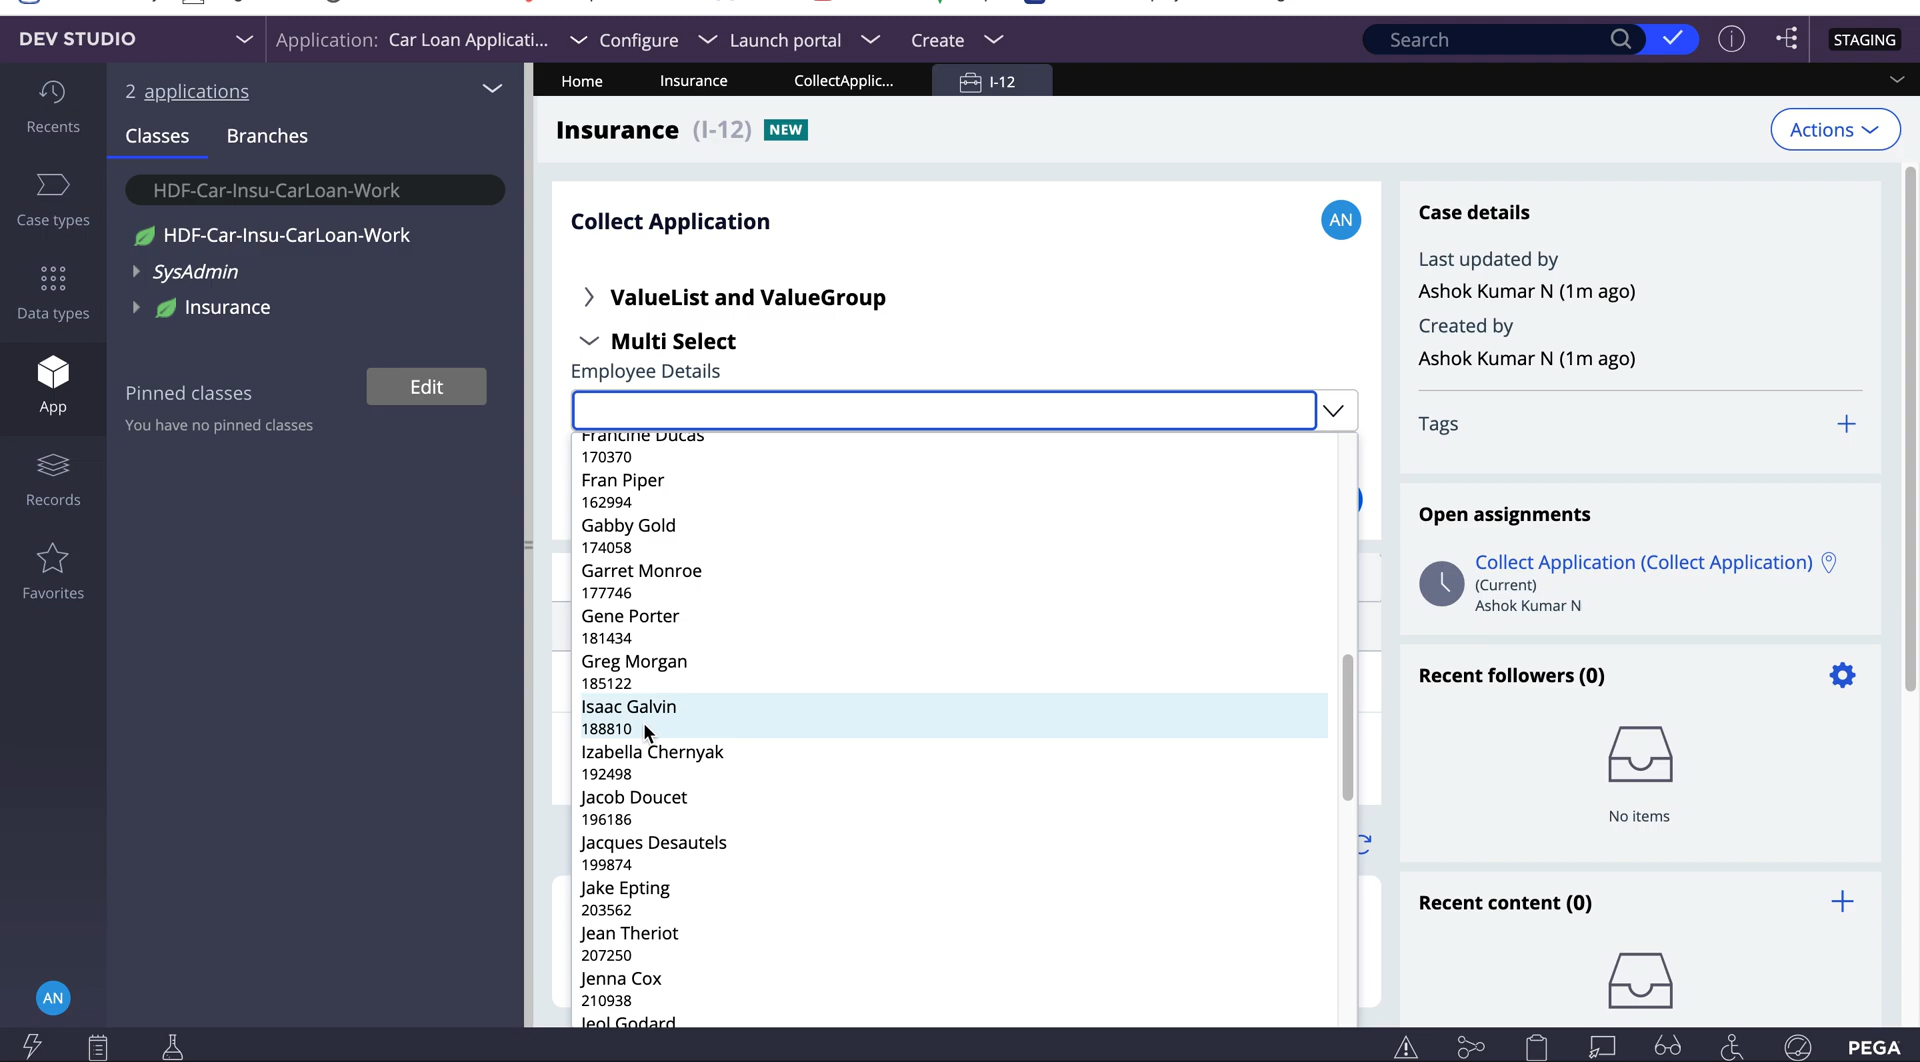 DEV STUDIO
Application: Car Loan Applicati...
Configure
Launch portal
Create
Search
STAGING
Recents
Case types
Data types
App
Records
Favorites
AN
2 applications
Classes
Branches
HDF-Car-Insu-CarLoan-Work
HDF-Car-Insu-CarLoan-Work
SysAdmin
Insurance
Pinned classes
Edit
You have no pinned classes
Home
Insurance
CollectApplic...
I-12
Insurance (I-12) NEW
Actions
Collect Application
AN
ValueList and ValueGroup
Multi Select
Employee Details
Francine Ducas
170370
Fran Piper
162994
Gabby Gold
174058
Garret Monroe
177746
Gene Porter
181434
Greg Morgan
185122
Isaac Galvin
188810
Izabella Chernyak
192498
Jacob Doucet
196186
Jacques Desautels
199874
Jake Epting
203562
Jean Theriot
207250
Jenna Cox
210938
Jeol Godard
Case details
Last updated by
Ashok Kumar N (1m ago)
Created by
Ashok Kumar N (1m ago)
Tags
Open assignments
Collect Application (Collect Application)
(Current)
Ashok Kumar N
Recent followers (0)
No items
Recent content (0)
PEGA